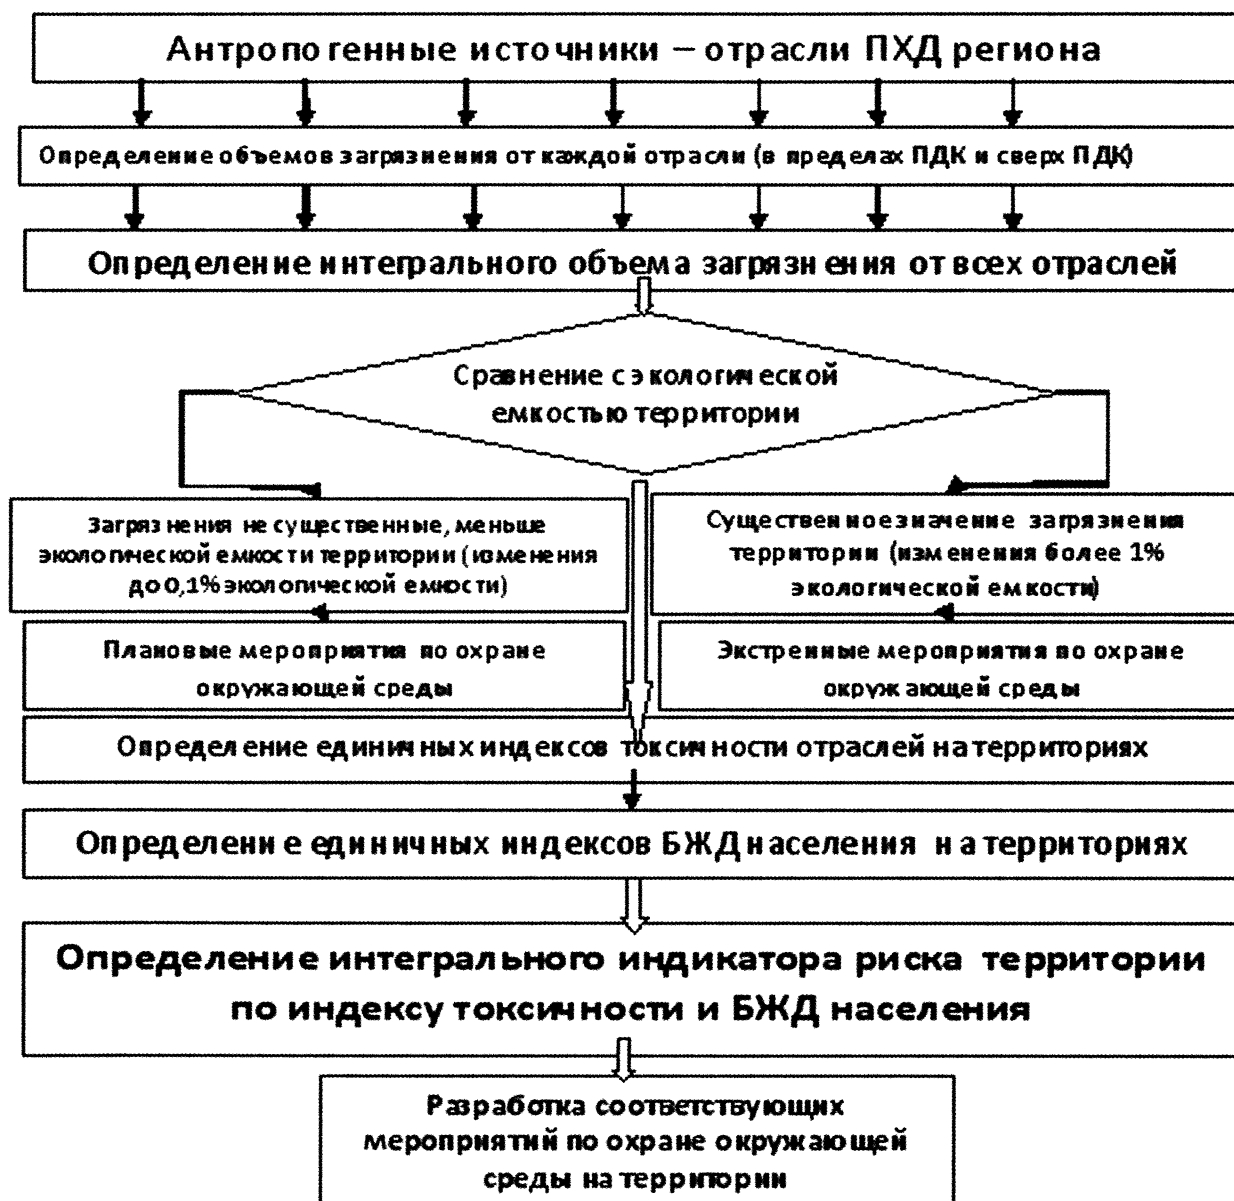 Антропогенные источники – отрасли ПХД региона
Определение объемов загрязнения от каждой отрасли (в пределах ПДК и сверх ПДК)
Определение интегрального объема загрязнения от всех отраслей
Сравнение с экологической
емкостью территории
Загрязнения не существенные, меньше
экологической емкости территории (изменения
до 0,1% экологической емкости)
Существенное значение загрязнения
территории (изменения более 1%
экологической емкости)
Плановые мероприятия по охране
окружающей среды
Экстренные мероприятия по охране
окружающей среды
Определение единичных индексов токсичности отраслей на территориях
Определение единичных индексов БЖД населения на территориях
Определение интегрального индикатора риска территории
по индексу токсичности и БЖД населения
Разработка соответствующих
мероприятий по охране окружающей
среды на территории